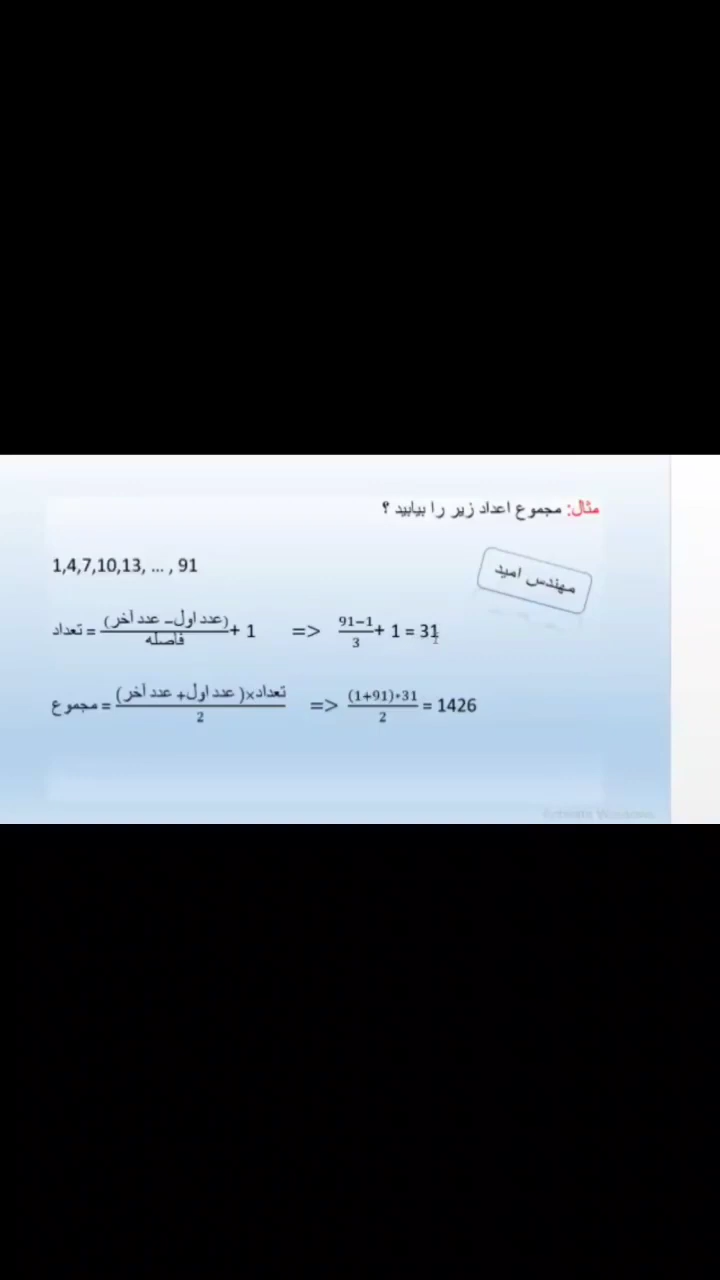 مثال: مجموع اعداد زیر را بیابید ؟
1,4,7,10,13, ... , 91
مهندس امید
تعداد = (عدد اول − عدد آخر) / فاصله + 1 => 91−1 / 3 + 1 = 31
مجموع = تعداد×( عدد اول+ عدد آخر) / 2 => (1+91)*31 / 2 = 1426
Activate Windows